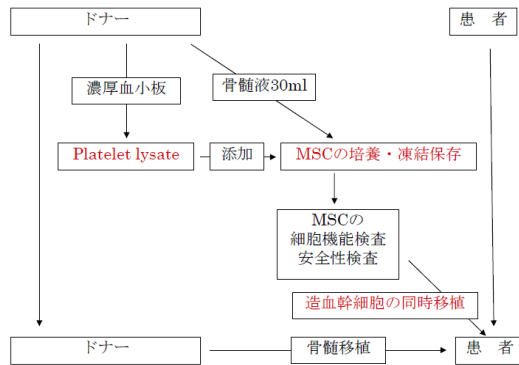 ドナー
患　者
濃厚血小板
骨髄液30ml
Platelet lysate
添加
MSCの培養・凍結保存
MSCの
細胞機能検査
安全性検査
造血幹細胞の同時移植
ドナー
骨髄移植
患　者